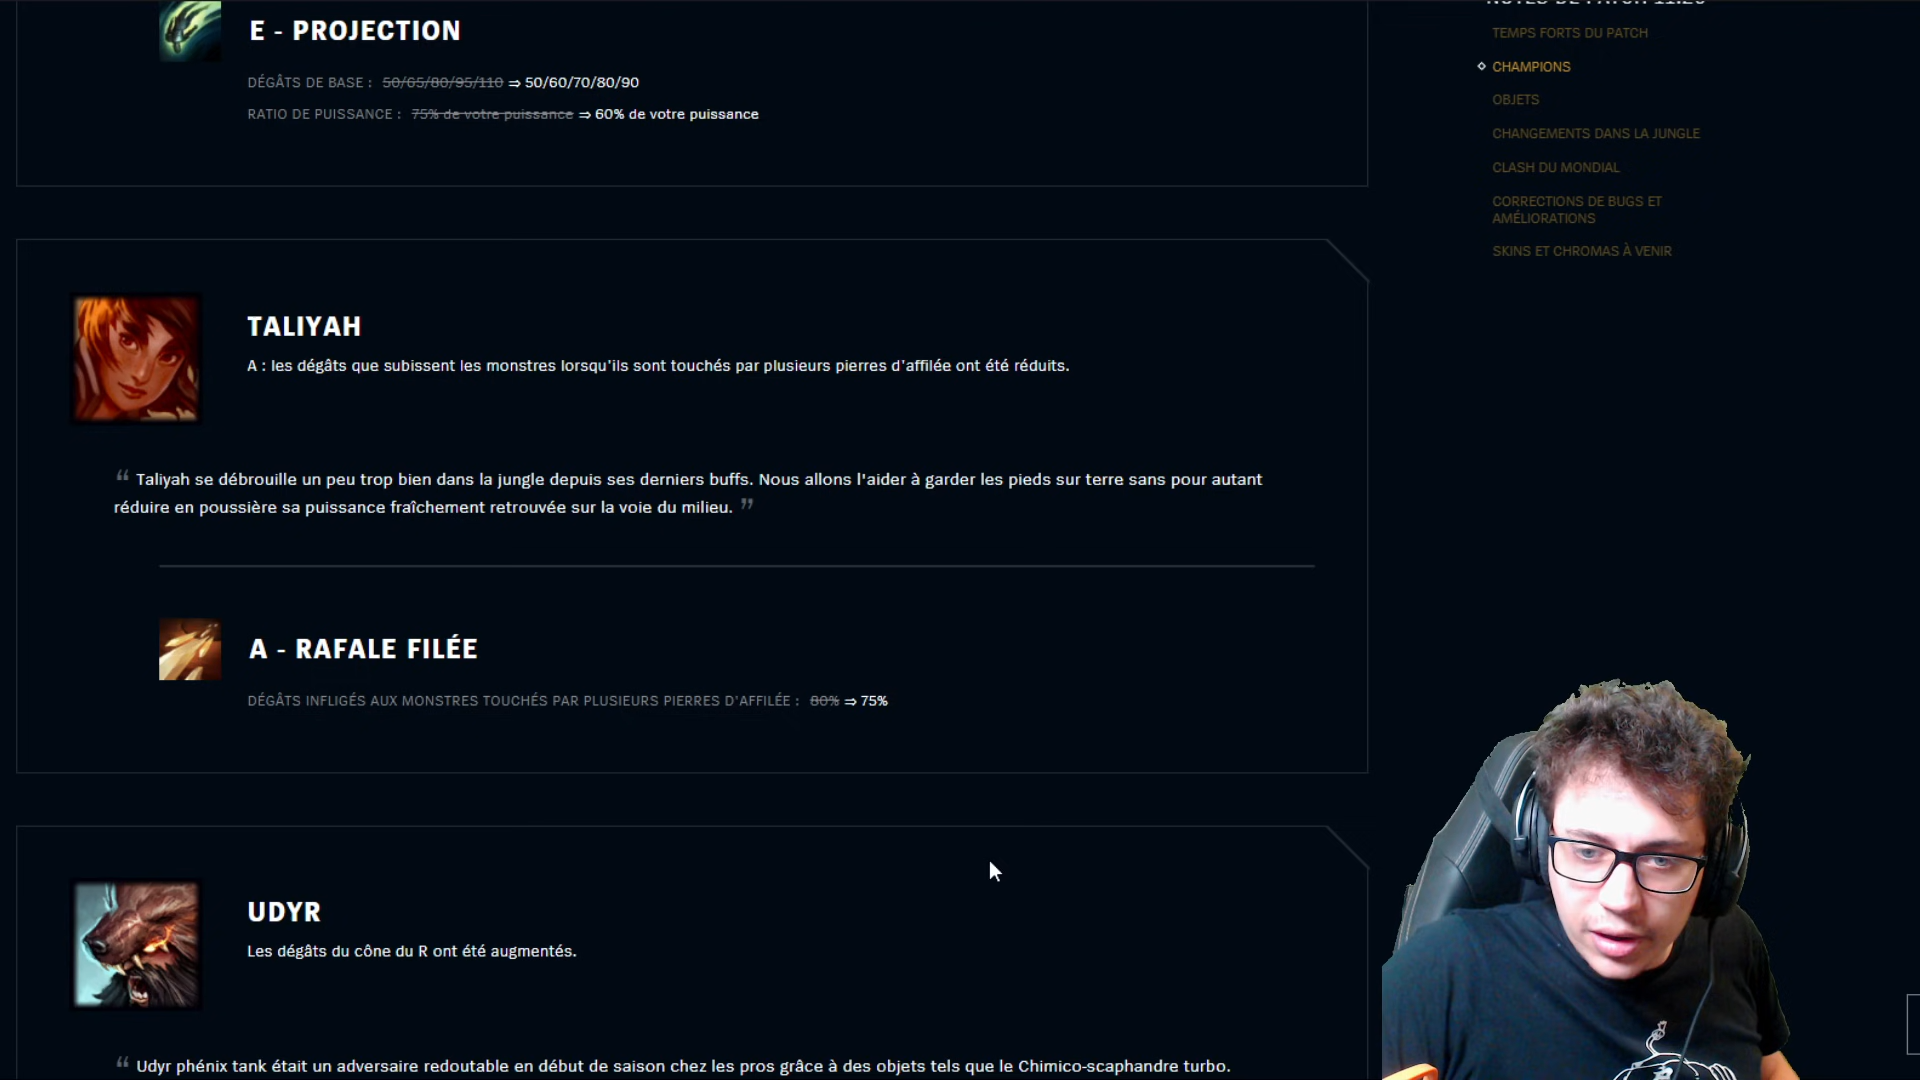 E - PROJECTION
DÉGÂTS DE BASE : 50/65/80/95/110 ⇒ 50/60/70/80/90
RATIO DE PUISSANCE : 75% de votre puissance ⇒ 60% de votre puissance
TALIYAH
A : les dégâts que subissent les monstres lorsqu'ils sont touchés par plusieurs pierres d'affilée ont été réduits.
“ Taliyah se débrouille un peu trop bien dans la jungle depuis ses derniers buffs. Nous allons l'aider à garder les pieds sur terre sans pour autant
réduire en poussière sa puissance fraîchement retrouvée sur la voie du milieu. ”
A - RAFALE FILÉE
DÉGÂTS INFLIGÉS AUX MONSTRES TOUCHÉS PAR PLUSIEURS PIERRES D'AFFILÉE : 80% ⇒ 75%
UDYR
Les dégâts du cône du R ont été augmentés.
“ Udyr phénix tank était un adversaire redoutable en début de saison chez les pros grâce à des objets tels que le Chimico-scaphandre turbo.
NOTES DE PATCH
TEMPS FORTS DU PATCH
CHAMPIONS
OBJETS
CHANGEMENTS DANS LA JUNGLE
CLASH DU MONDIAL
CORRECTIONS DE BUGS ET
AMÉLIORATIONS
SKINS ET CHROMAS À VENIR